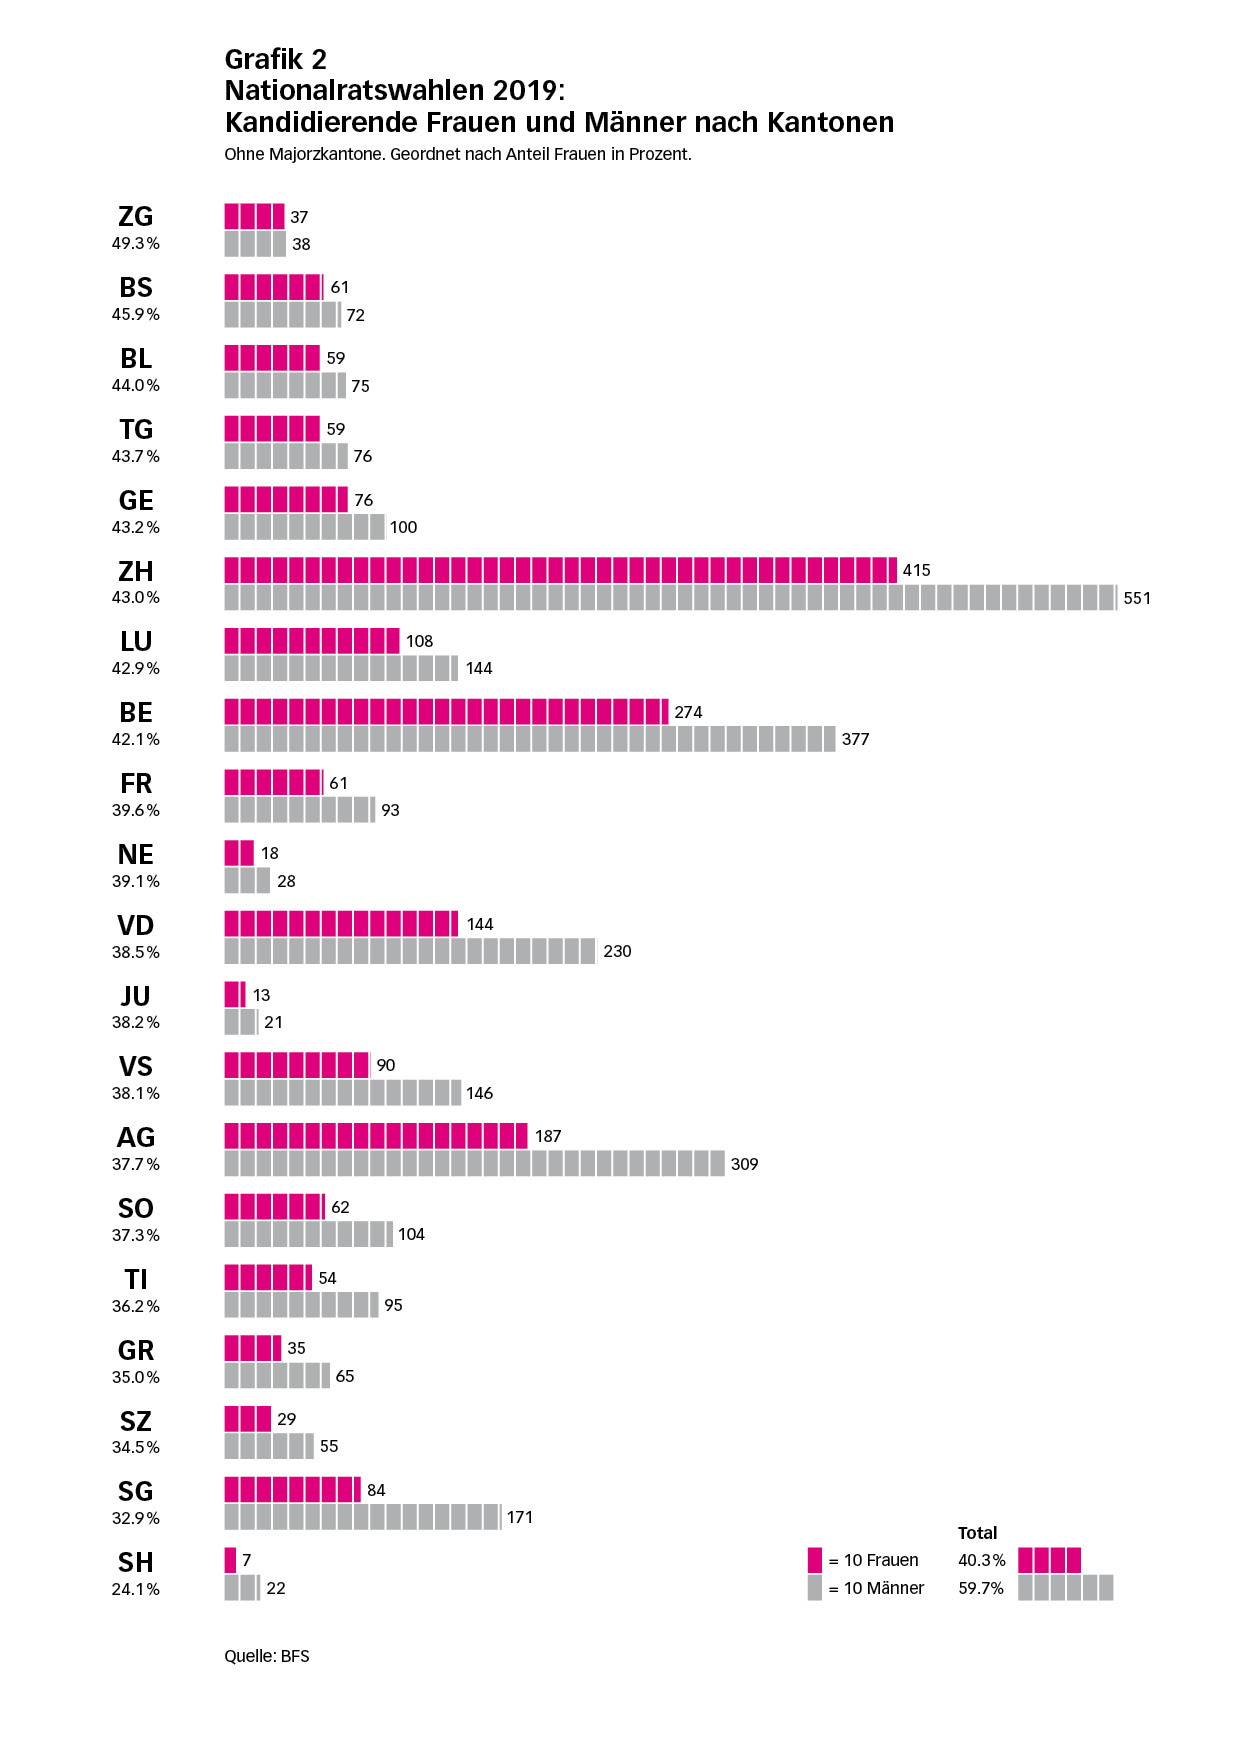 Grafik 2
Nationalratswahlen 2019:
Kandidierende Frauen und Männer nach Kantonen
Ohne Majorzkantone. Geordnet nach Anteil Frauen in Prozent.
ZG
49.3 %
37
38
BS
45.9 %
61
72
BL
44.0 %
59
75
TG
43.7 %
59
76
GE
43.2 %
76
100
ZH
43.0 %
415
551
LU
42.9 %
108
144
BE
42.1 %
274
377
FR
39.6 %
61
93
NE
39.1 %
18
28
VD
38.5 %
144
230
JU
38.2 %
13
21
VS
38.1 %
90
146
AG
37.7 %
187
309
SO
37.3 %
62
104
TI
36.2 %
54
95
GR
35.0 %
35
65
SZ
34.5 %
29
55
SG
32.9 %
84
171
SH
24.1 %
7
22
Total
= 10 Frauen 40.3 %
= 10 Männer 59.7%
Quelle: BFS